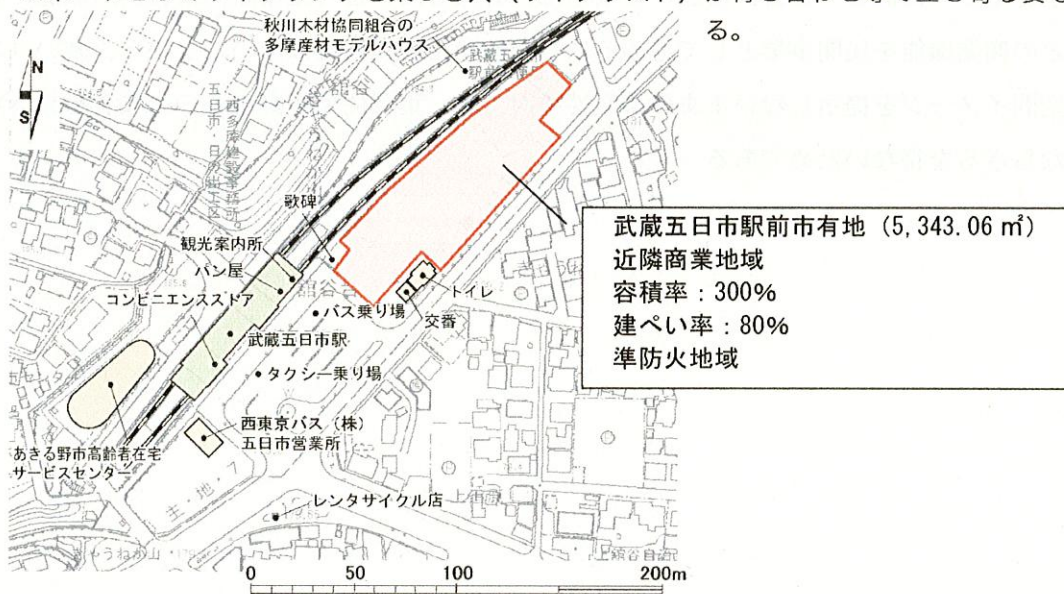 る。
秋川木材協同組合の
多摩産材モデルハウス
N
S
歌碑
観光案内所
パン屋
コンビニエンスストア
武蔵五日市駅
バス乗り場
タクシー乗り場
トイレ
交番
武蔵五日市駅前市有地（5,343.06 ㎡）
近隣商業地域
容積率：300%
建ぺい率：80%
準防火地域
西東京バス（株）
五日市営業所
あきる野市高齢者在宅
サービスセンター
レンタサイクル店
主・地・7
0 50 100 200m